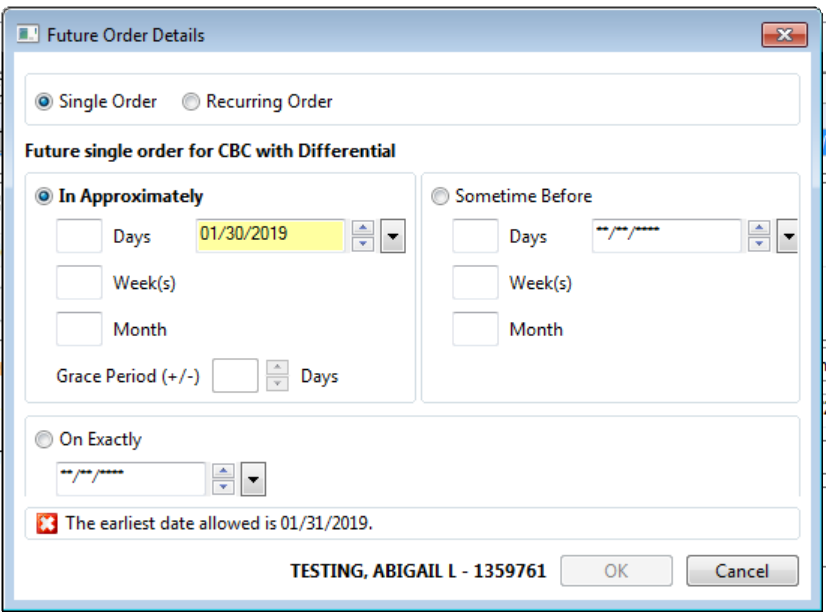 Future Order Details
Single Order Recurring Order
Future single order for CBC with Differential
In Approximately Sometime Before
Days 01/30/2019 Days **/**/****
Week(s) Week(s)
Month Month
Grace Period (+/-) Days
On Exactly
**/**/****
The earliest date allowed is 01/31/2019.
TESTING, ABIGAIL L - 1359761 OK Cancel